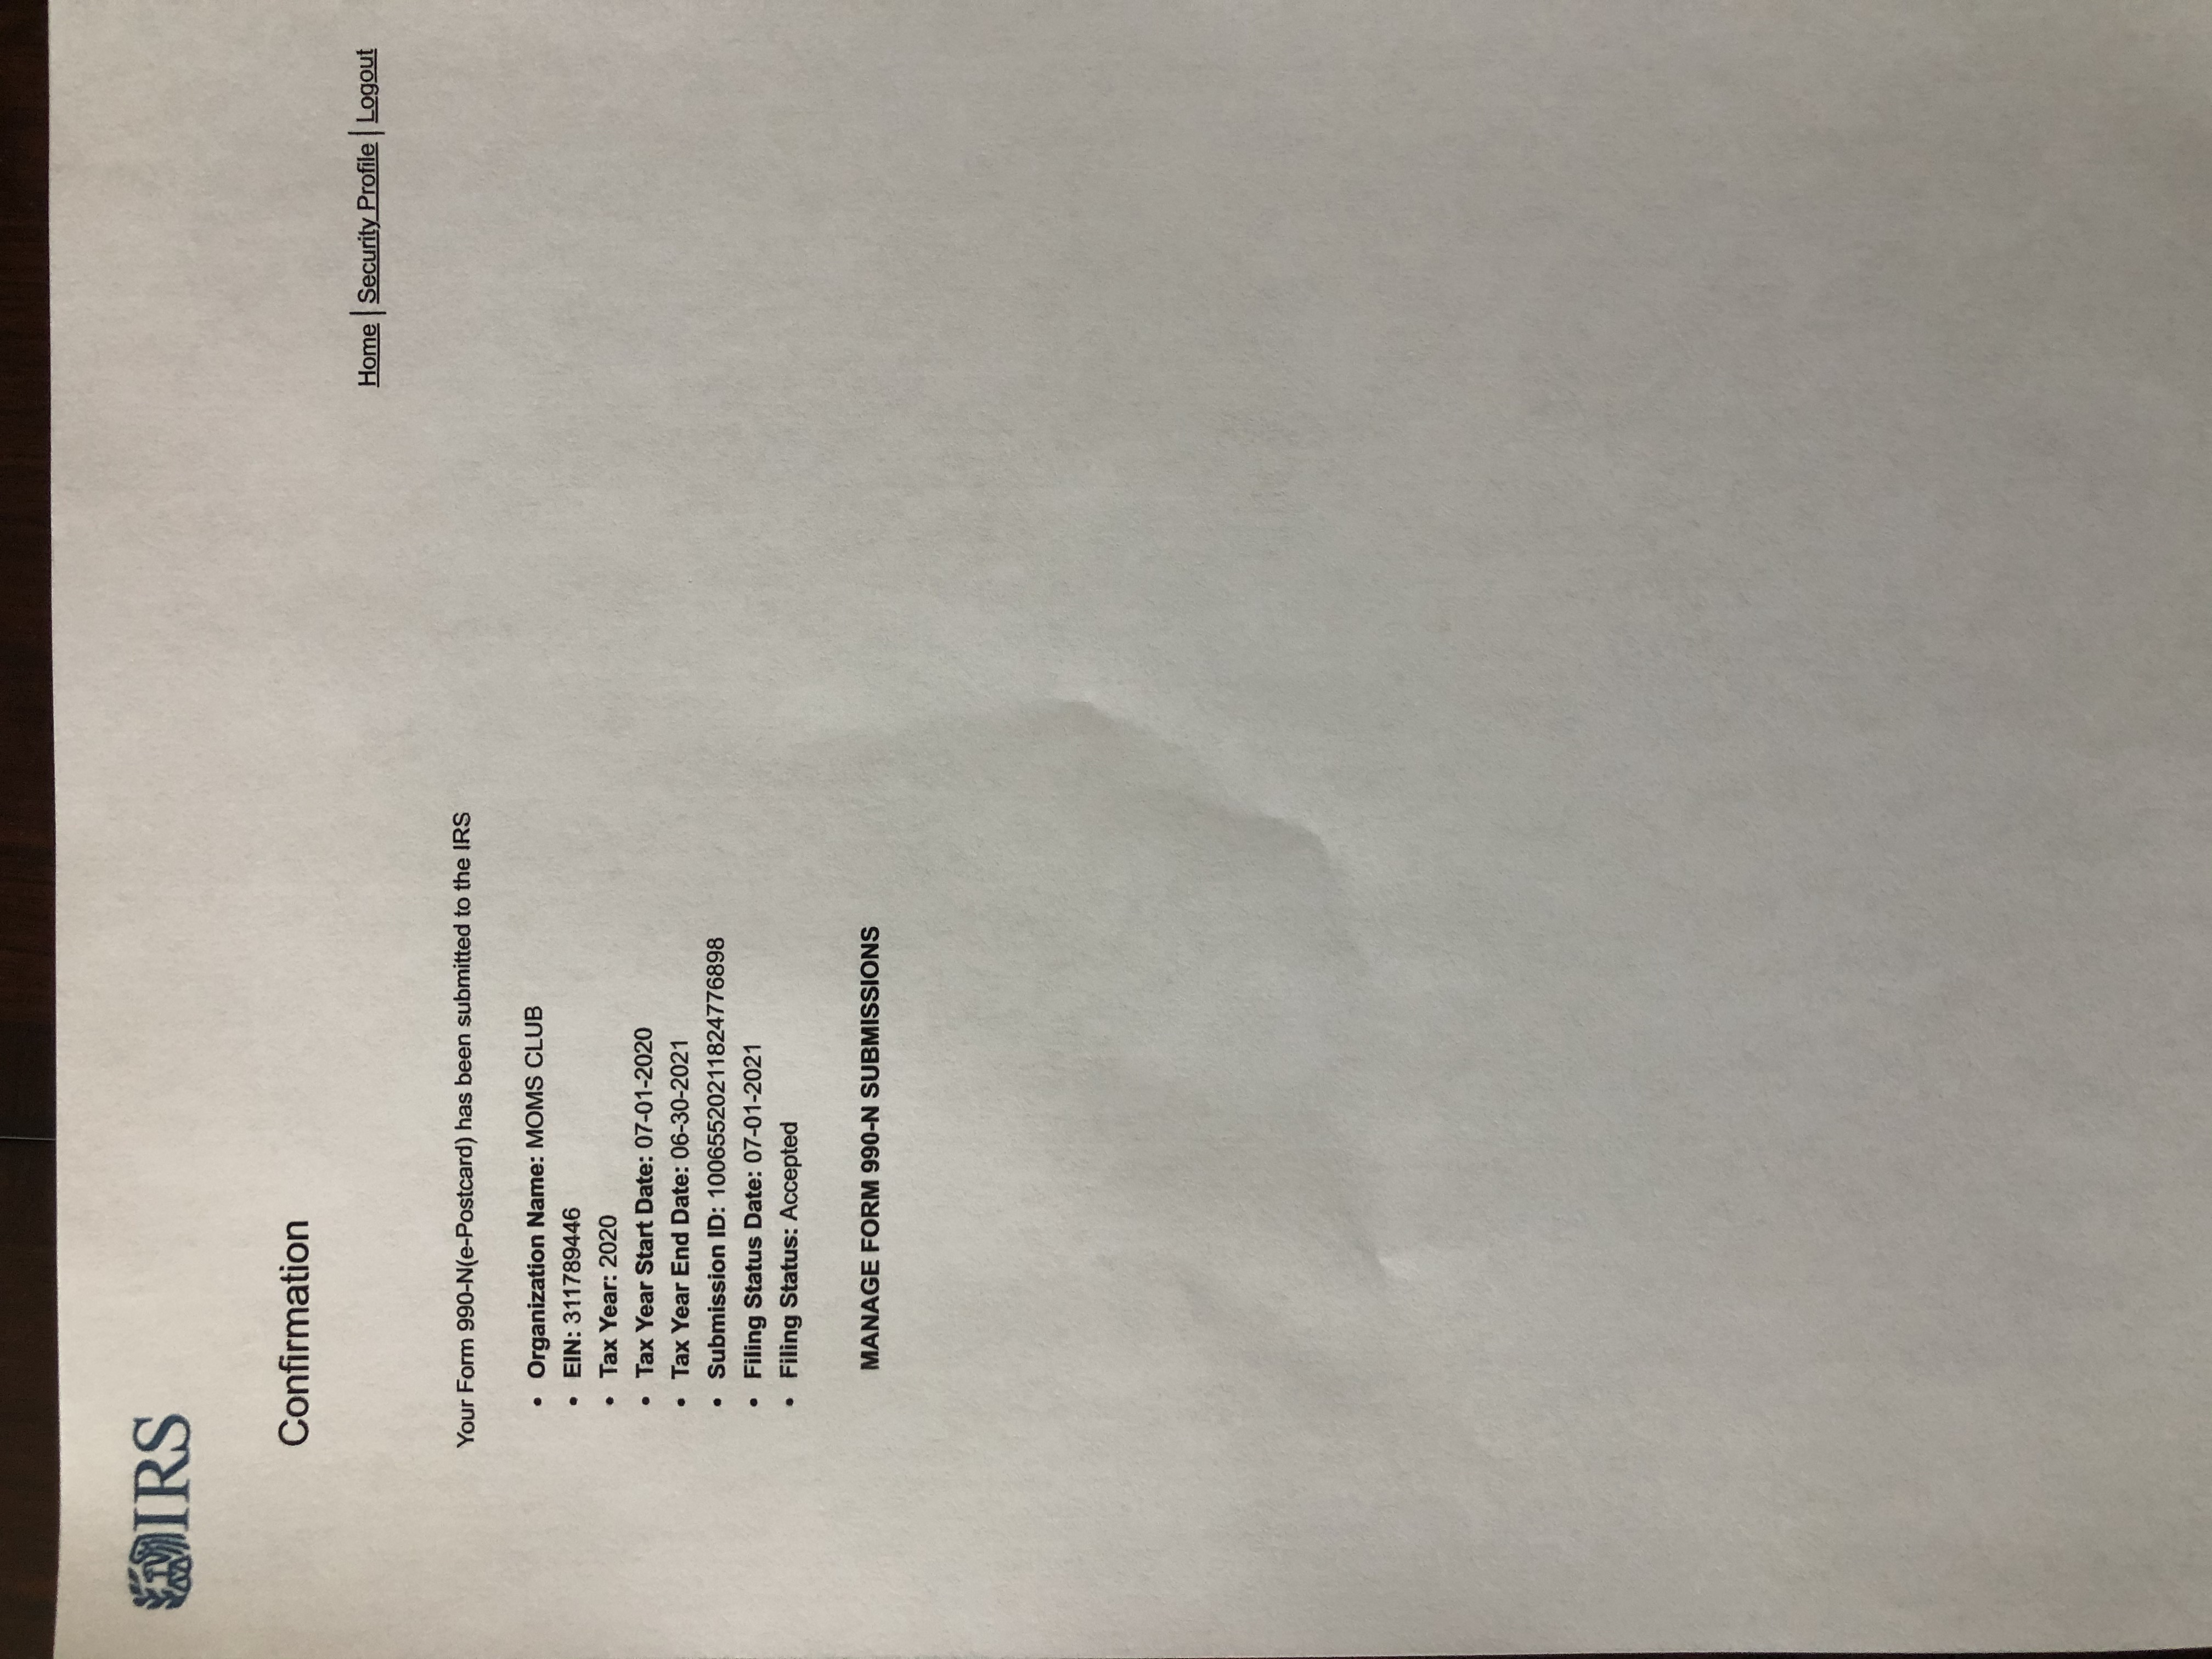 IRS
Confirmation
Home | Security Profile | Logout
Your Form 990-N(e-Postcard) has been submitted to the IRS
• Organization Name: MOMS CLUB
• EIN: 311789446
• Tax Year: 2020
• Tax Year Start Date: 07-01-2020
• Tax Year End Date: 06-30-2021
• Submission ID: 10065520211824776898
• Filing Status Date: 07-01-2021
• Filing Status: Accepted
MANAGE FORM 990-N SUBMISSIONS